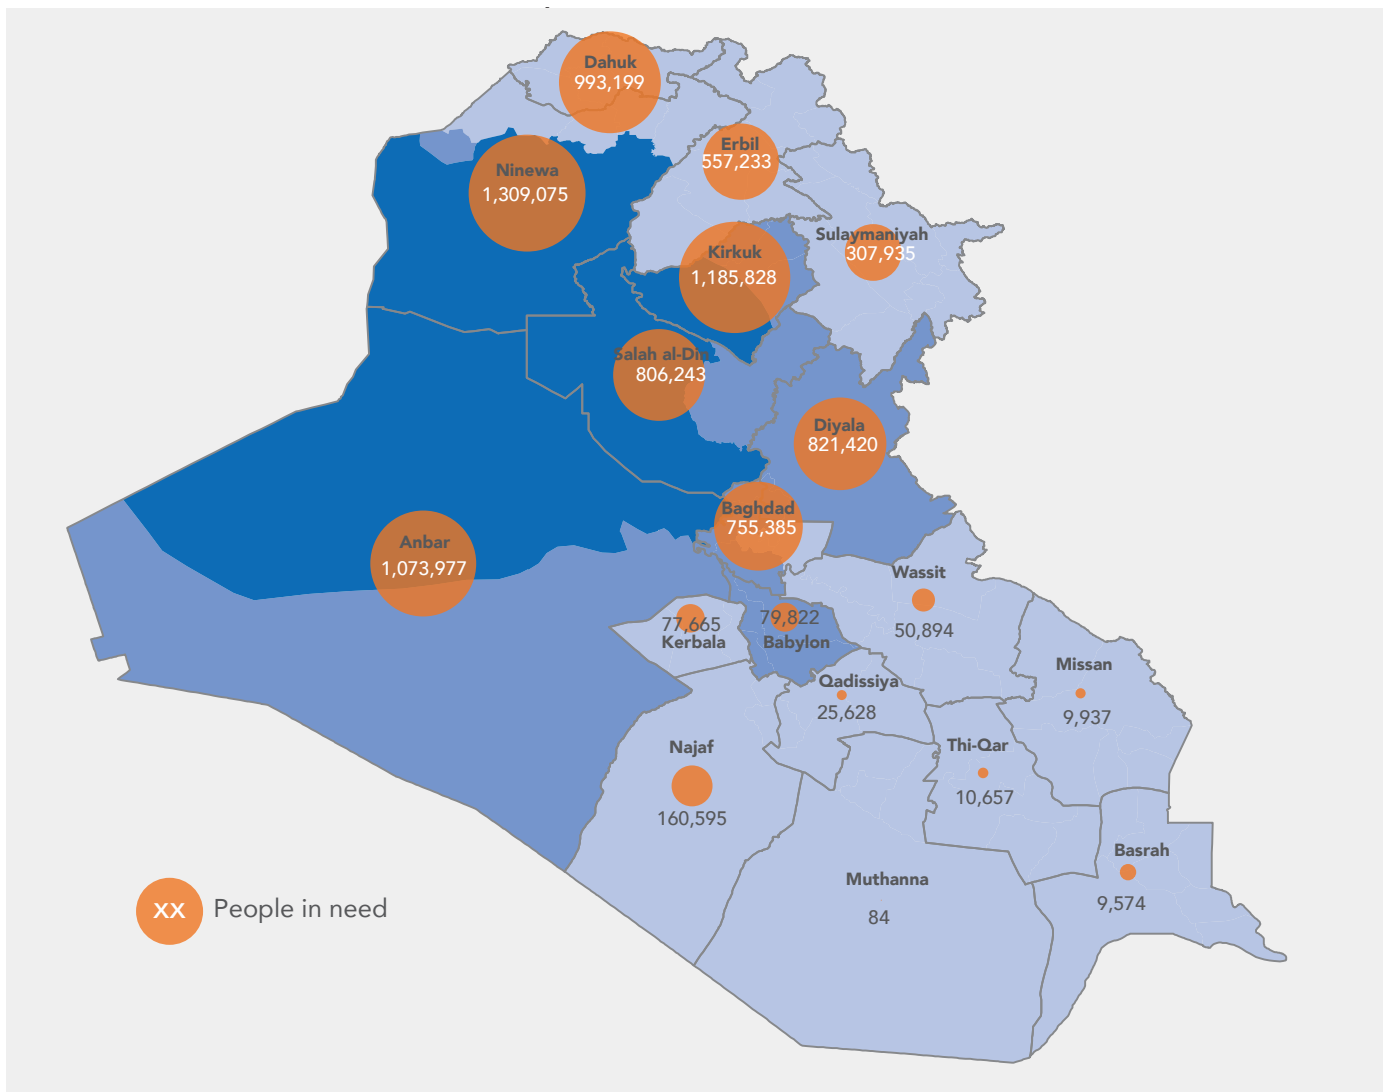 Dahuk
993,199
Erbil
557,233
Ninewa
1,309,075
Sulaymaniyah
307,935
Kirkuk
1,185,828
Salah al-Din
806,243
Diyala
821,420
Baghdad
755,385
Anbar
1,073,977
Wassit
50,894
77,665
Kerbala
79,822
Babylon
Missan
9,937
Qadissiya
25,628
Najaf
160,595
Thi-Qar
10,657
Basrah
9,574
Muthanna
84
XX People in need